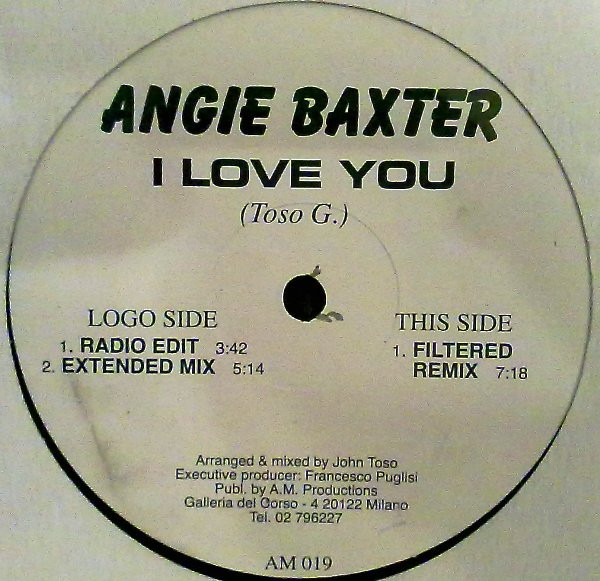 ANGIE BAXTER
I LOVE YOU
(Toso G.)
LOGO SIDE
1. RADIO EDIT 3:42
2. EXTENDED MIX 5:14
THIS SIDE
1. FILTERED
REMIX 7:18
Arranged & mixed by John Toso
Executive producer: Francesco Puglisi
Publ. by A.M. Productions
Galleria del Corso - 4 20122 Milano
Tel. 02 796227
AM 019